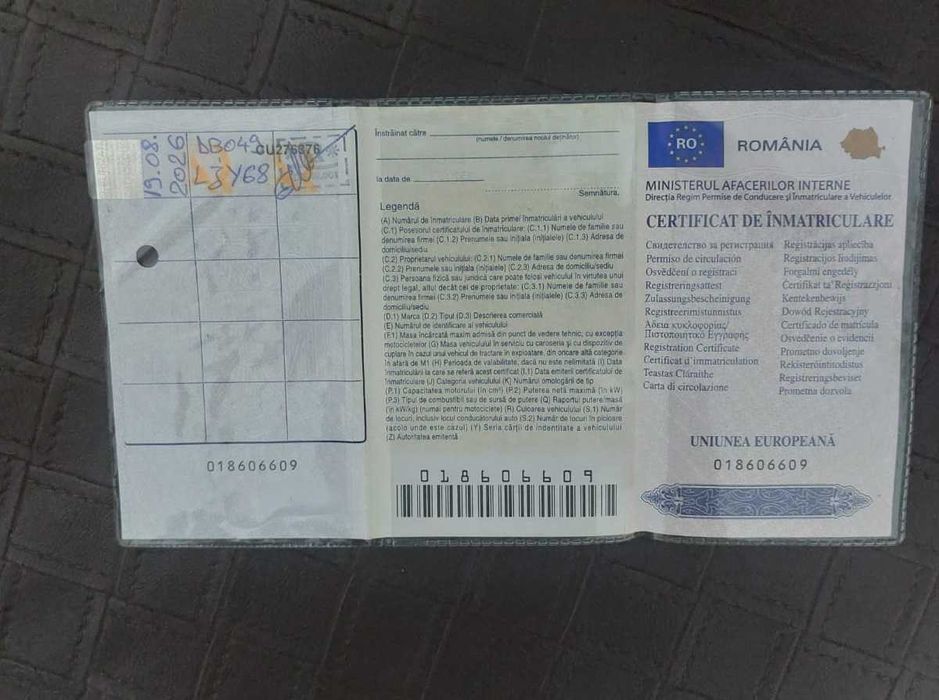 19.08.
2026
DB049
LJY68
GU276376
018606609
Înstrăinat către
(numele / denumirea noului deținător)
la data de
Semnătura,
Legendă
(A) Numărul de înmatriculare (B) Data primei înmatriculări a vehiculului
(C.1) Posesorul certificatului de înmatriculare: (C.1.1) Numele de familie sau
denumirea firmei (C.1.2) Prenumele sau inițiala (inițialele) (C.1.3) Adresa de
domiciliu/sediu
(C.2) Proprietarul vehiculului: (C.2.1) Numele de familie sau denumirea firmei
(C.2.2) Prenumele sau inițiala (inițialele) (C.2.3) Adresa de domiciliu/sediu
(C.3) Persoana fizică sau juridică care poate folosi vehiculul în virtutea unui
drept legal, altul decât cel de proprietate: (C.3.1) Numele de familie sau
denumirea firmei (C.3.2) Prenumele sau inițiala (inițialele) (C.3.3) Adresa de
domiciliu/sediu
(D.1) Marca (D.2) Tipul (D.3) Descrierea comercială
(E) Numărul de identificare al vehiculului
(F.1) Masa încărcată maxim admisă din punct de vedere tehnic, cu excepția
motocicletelor (G) Masa vehiculului în serviciu cu caroserie și cu dispozitiv de
cuplare în cazul unui vehicul de tractare în exploatare, din oricare altă categorie
în afară de M1 (H) Perioada de valabilitate, dacă nu este nelimitată (I) Data
înmatriculării la care se referă acest certificat (I.1) Data emiterii certificatului de
înmatriculare (J) Categoria vehiculului (K) Numărul omologării de tip
(P.1) Capacitatea motorului (în cm³) (P.2) Puterea netă maximă (în kW)
(P.3) Tipul de combustibil sau de sursă de putere (Q) Raportul putere/masă
(în kW/kg) (numai pentru motociclete) (R) Culoarea vehiculului (S.1) Număr
de locuri, inclusiv locul conducătorului auto (S.2) Număr de locuri în picioare
(acolo unde este cazul) (Y) Seria cărții de identitate a vehiculului
(Z) Autoritatea emitentă
018606609
RO
ROMÂNIA
MINISTERUL AFACERILOR INTERNE
Direcția Regim Permise de Conducere și Înmatriculare a Vehiculelor
CERTIFICAT DE ÎNMATRICULARE
Свидетелство за регистрация
Permiso de circulación
Osvědčení o registraci
Registreringsattest
Zulassungsbescheinigung
Registreerimistunnistus
Άδεια κυκλοφορίας/
Πιστοποιητικό Εγγραφής
Registration Certificate
Certificat d'immatriculation
Teastas Cláraithe
Carta di circolazione
Reģistrācijas apliecība
Registracijos liudijimas
Forgalmi engedély
Ċertifikat ta' Reġistrazzjoni
Kentekenbewijs
Dowód Rejestracyjny
Certificado de matrícula
Osvedčenie o evidencii
Prometno dovoljenje
Rekisteröintitodistus
Registreringsbeviset
Prometna dozvola
UNIUNEA EUROPEANĂ
018606609